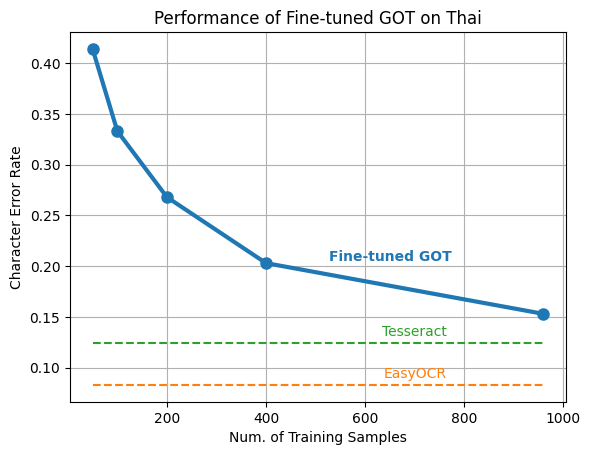 Performance of Fine-tuned GOT on Thai
Character Error Rate
0.40
0.35
0.30
0.25
0.20
0.15
0.10
Fine-tuned GOT
Tesseract
EasyOCR
200
400
600
800
1000
Num. of Training Samples